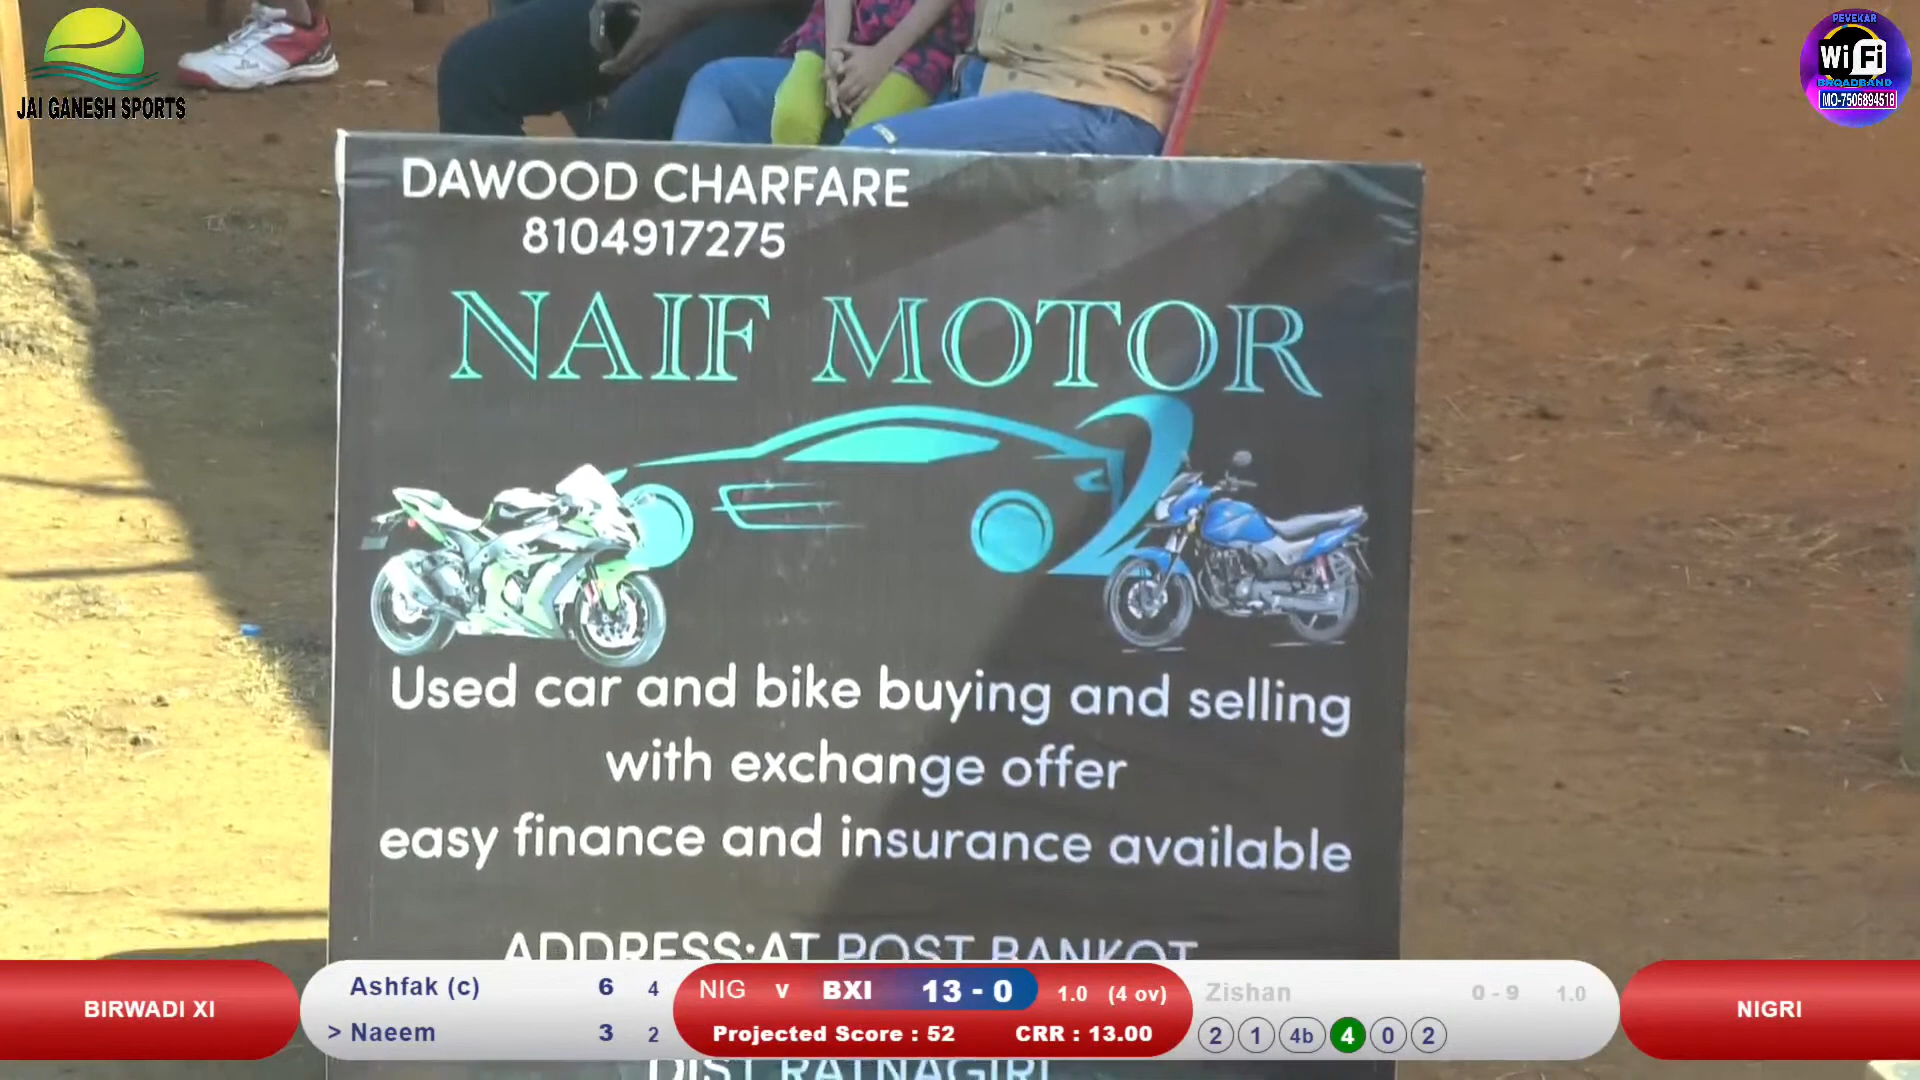 JAI GANESH SPORTS
PEVEKAR
WiFi
BROADBAND
MO-7506894518
DAWOOD CHARFARE
8104917275
NAIF MOTOR
Used car and bike buying and selling
with exchange offer
easy finance and insurance available
ADDRESS:AT POST BANKOT
DIST RATNAGIRI
BIRWADI XI
Ashfak (c) 6 4
> Naeem 3 2
NIG v BXI 13 - 0 1.0 (4 ov)
Projected Score : 52 CRR : 13.00
Zishan 0 - 9 1.0
2 1 4b 4 0 2
NIGRI